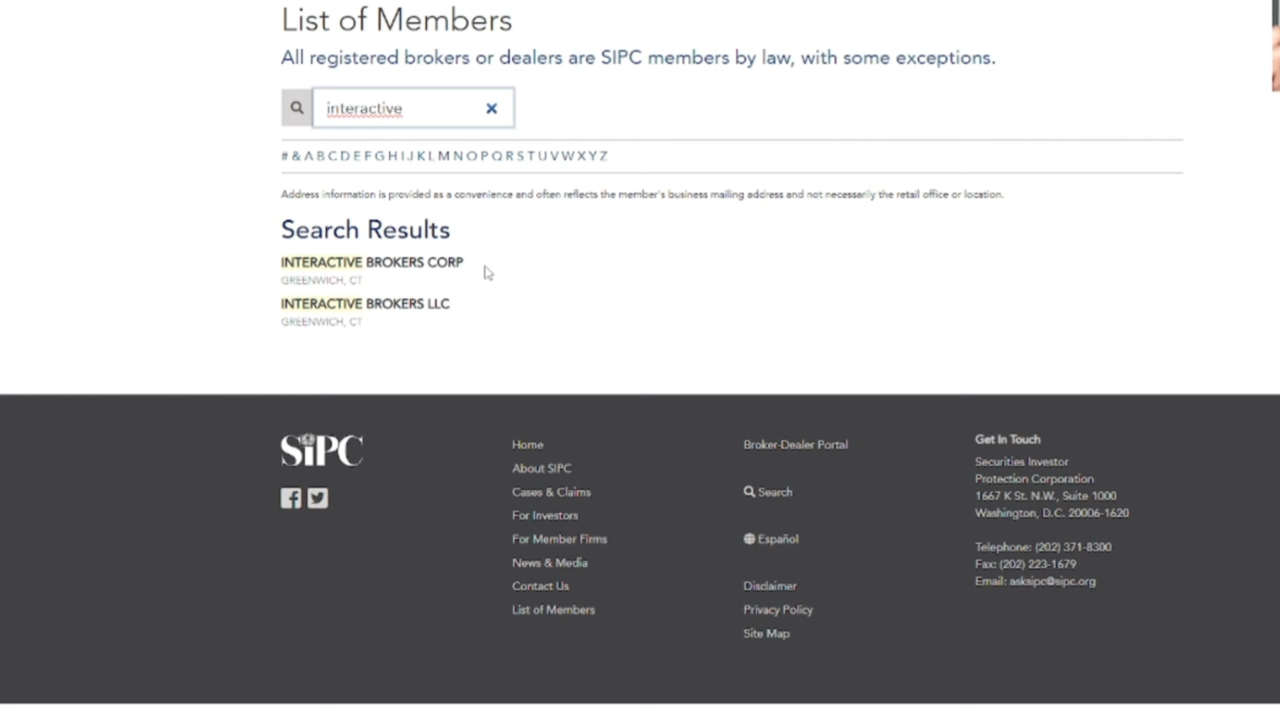 List of Members
All registered brokers or dealers are SIPC members by law, with some exceptions.
interactive
# & A B C D E F G H I J K L M N O P Q R S T U V W X Y Z
Address information is provided as a convenience and often reflects the member's business mailing address and not necessarily the retail office or location.
Search Results
INTERACTIVE BROKERS CORP
GREENWICH, CT
INTERACTIVE BROKERS LLC
GREENWICH, CT
SIPC
Home
About SIPC
Cases & Claims
For Investors
For Member Firms
News & Media
Contact Us
List of Members
Broker-Dealer Portal
Search
Español
Disclaimer
Privacy Policy
Site Map
Get In Touch
Securities Investor
Protection Corporation
1667 K St. N.W., Suite 1000
Washington, D.C. 20006-1620
Telephone: (202) 371-8300
Fax: (202) 223-1679
Email: asksipc@sipc.org